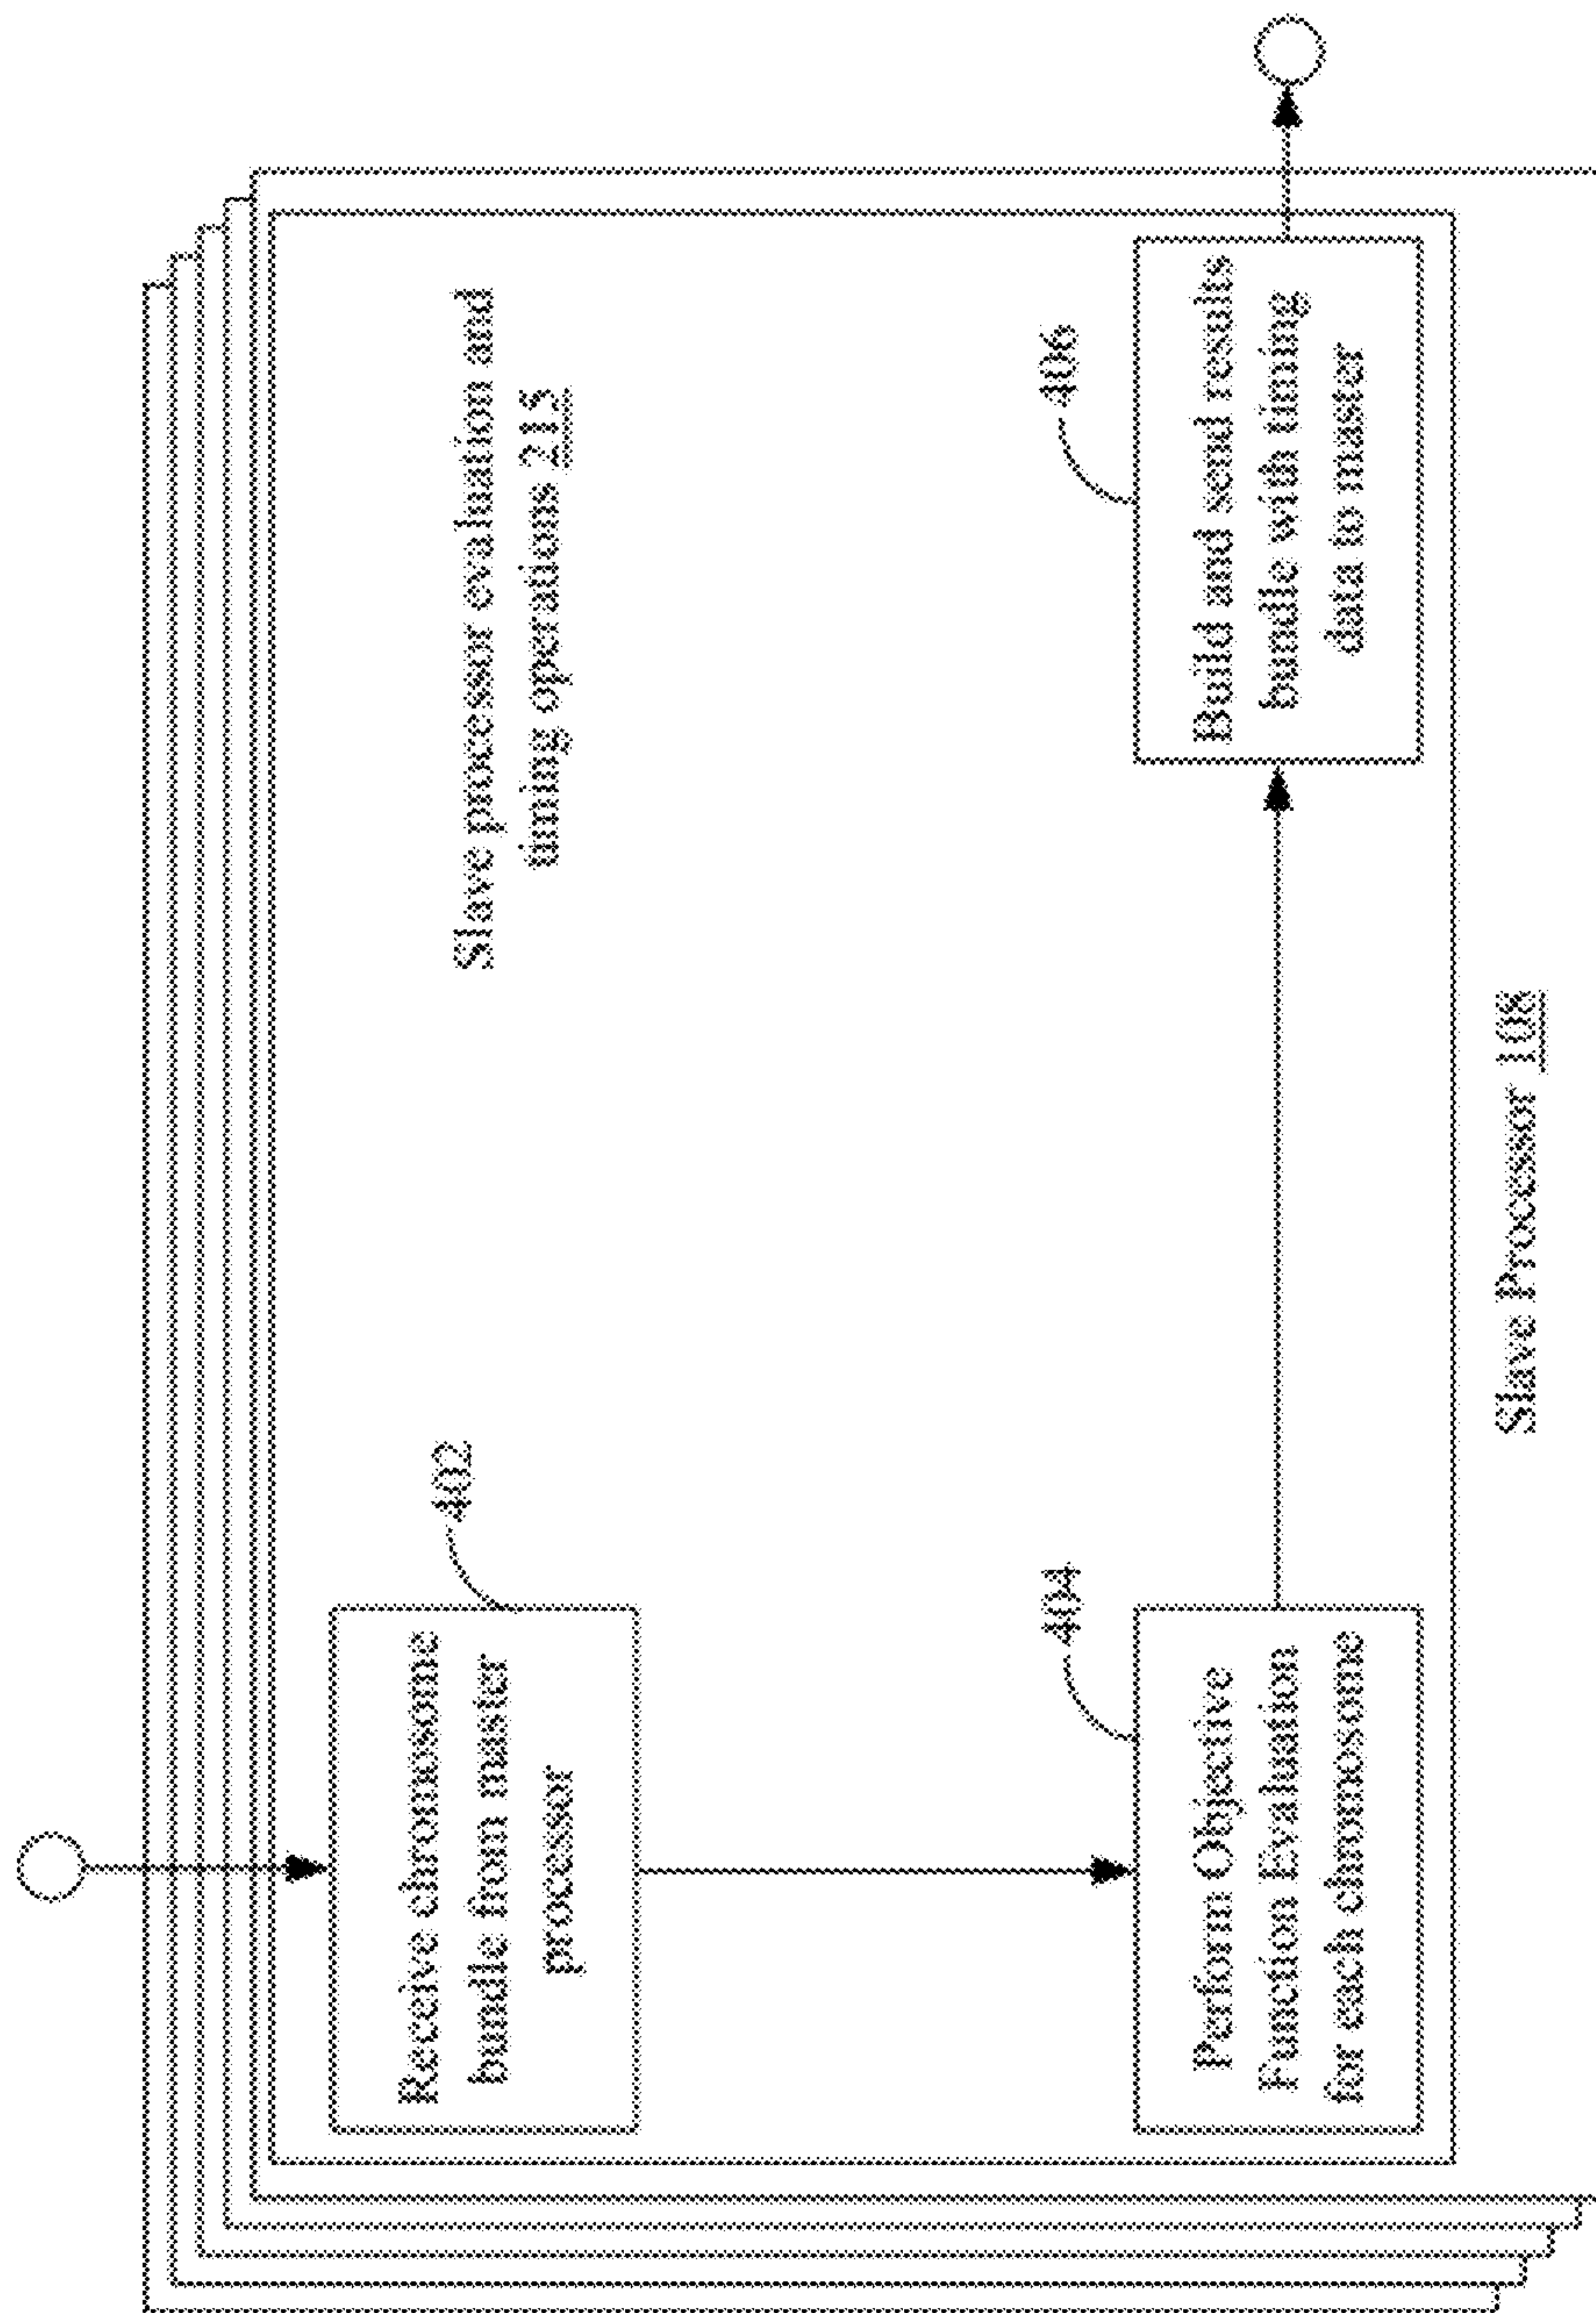 Slave processor evaluation and
timing operations 215
402
Receive chromosome
bundle from master
processor
404
Perform Objective
Function Evaluation
for each chromosome
406
Build and send results
bundle with timing
data to master
Slave Processor 108